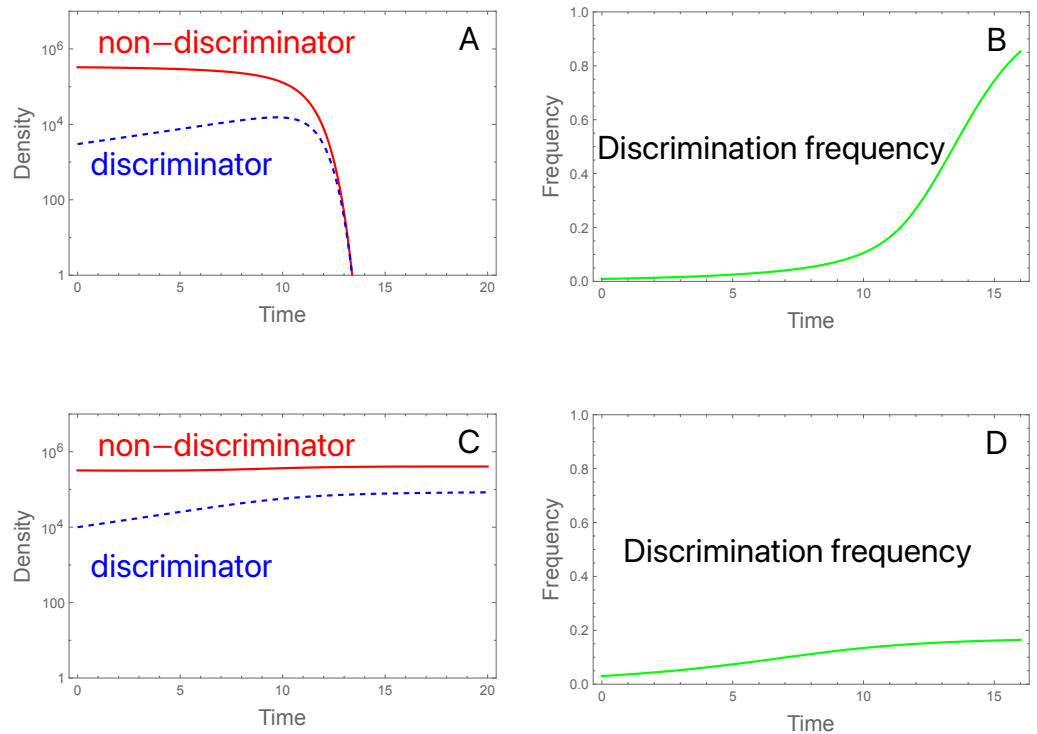 A
non−discriminator
discriminator
Density
10^6
10^4
100
1
0
5
10
15
20
Time
B
Discrimination frequency
Frequency
1.0
0.8
0.6
0.4
0.2
0.0
0
5
10
15
Time
C
non−discriminator
discriminator
Density
10^6
10^4
100
1
0
5
10
15
20
Time
D
Discrimination frequency
Frequency
1.0
0.8
0.6
0.4
0.2
0.0
0
5
10
15
Time